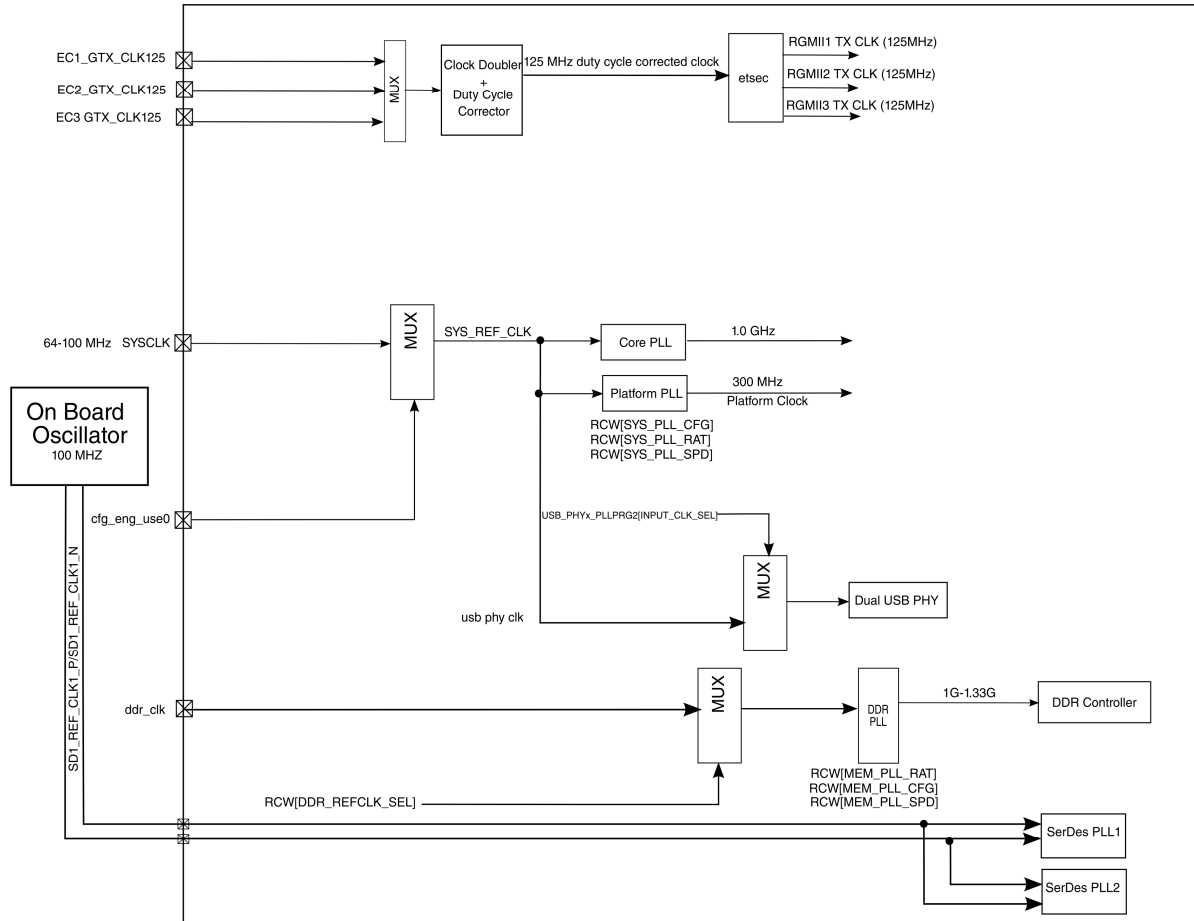 EC1_GTX_CLK125
EC2_GTX_CLK125
EC3 GTX_CLK125
MUX
Clock Doubler
+
Duty Cycle
Corrector
125 MHz duty cycle corrected clock
etsec
RGMII1 TX CLK (125MHz)
RGMII2 TX CLK (125MHz)
RGMII3 TX CLK (125MHz)
64-100 MHz SYSCLK
MUX
SYS_REF_CLK
Core PLL
1.0 GHz
Platform PLL
300 MHz
Platform Clock
RCW[SYS_PLL_CFG]
RCW[SYS_PLL_RAT]
RCW[SYS_PLL_SPD]
On Board
Oscillator
100 MHZ
cfg_eng_use0
SD1_REF_CLK1_P/SD1_REF_CLK1_N
USB_PHYx_PLLPRG2[INPUT_CLK_SEL]
MUX
Dual USB PHY
usb phy clk
ddr_clk
MUX
DDR
PLL
1G-1.33G
DDR Controller
RCW[MEM_PLL_RAT]
RCW[MEM_PLL_CFG]
RCW[MEM_PLL_SPD]
RCW[DDR_REFCLK_SEL]
SerDes PLL1
SerDes PLL2